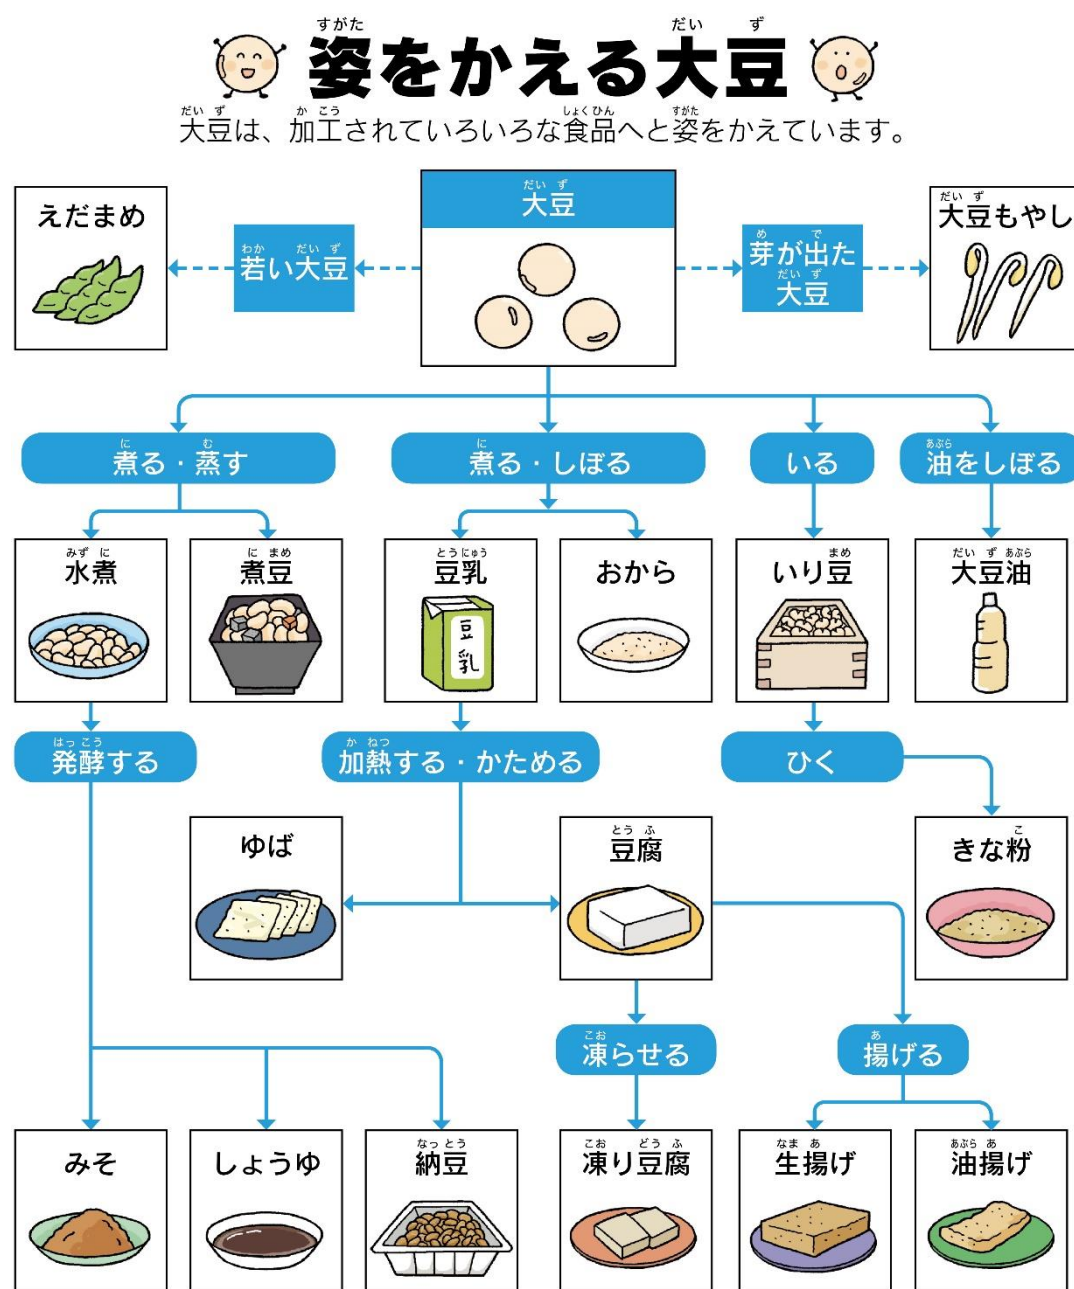 姿をかえる大豆
大豆は、加工されていろいろな食品へと姿をかえています。
えだまめ
若い大豆
大豆
芽が出た
大豆
大豆もやし
煮る・蒸す
煮る・しぼる
いる
油をしぼる
水煮
煮豆
豆乳
豆乳
おから
いり豆
大豆油
発酵する
加熱する・かためる
ひく
ゆば
豆腐
きな粉
凍らせる
揚げる
みそ
しょうゆ
納豆
凍り豆腐
生揚げ
油揚げ